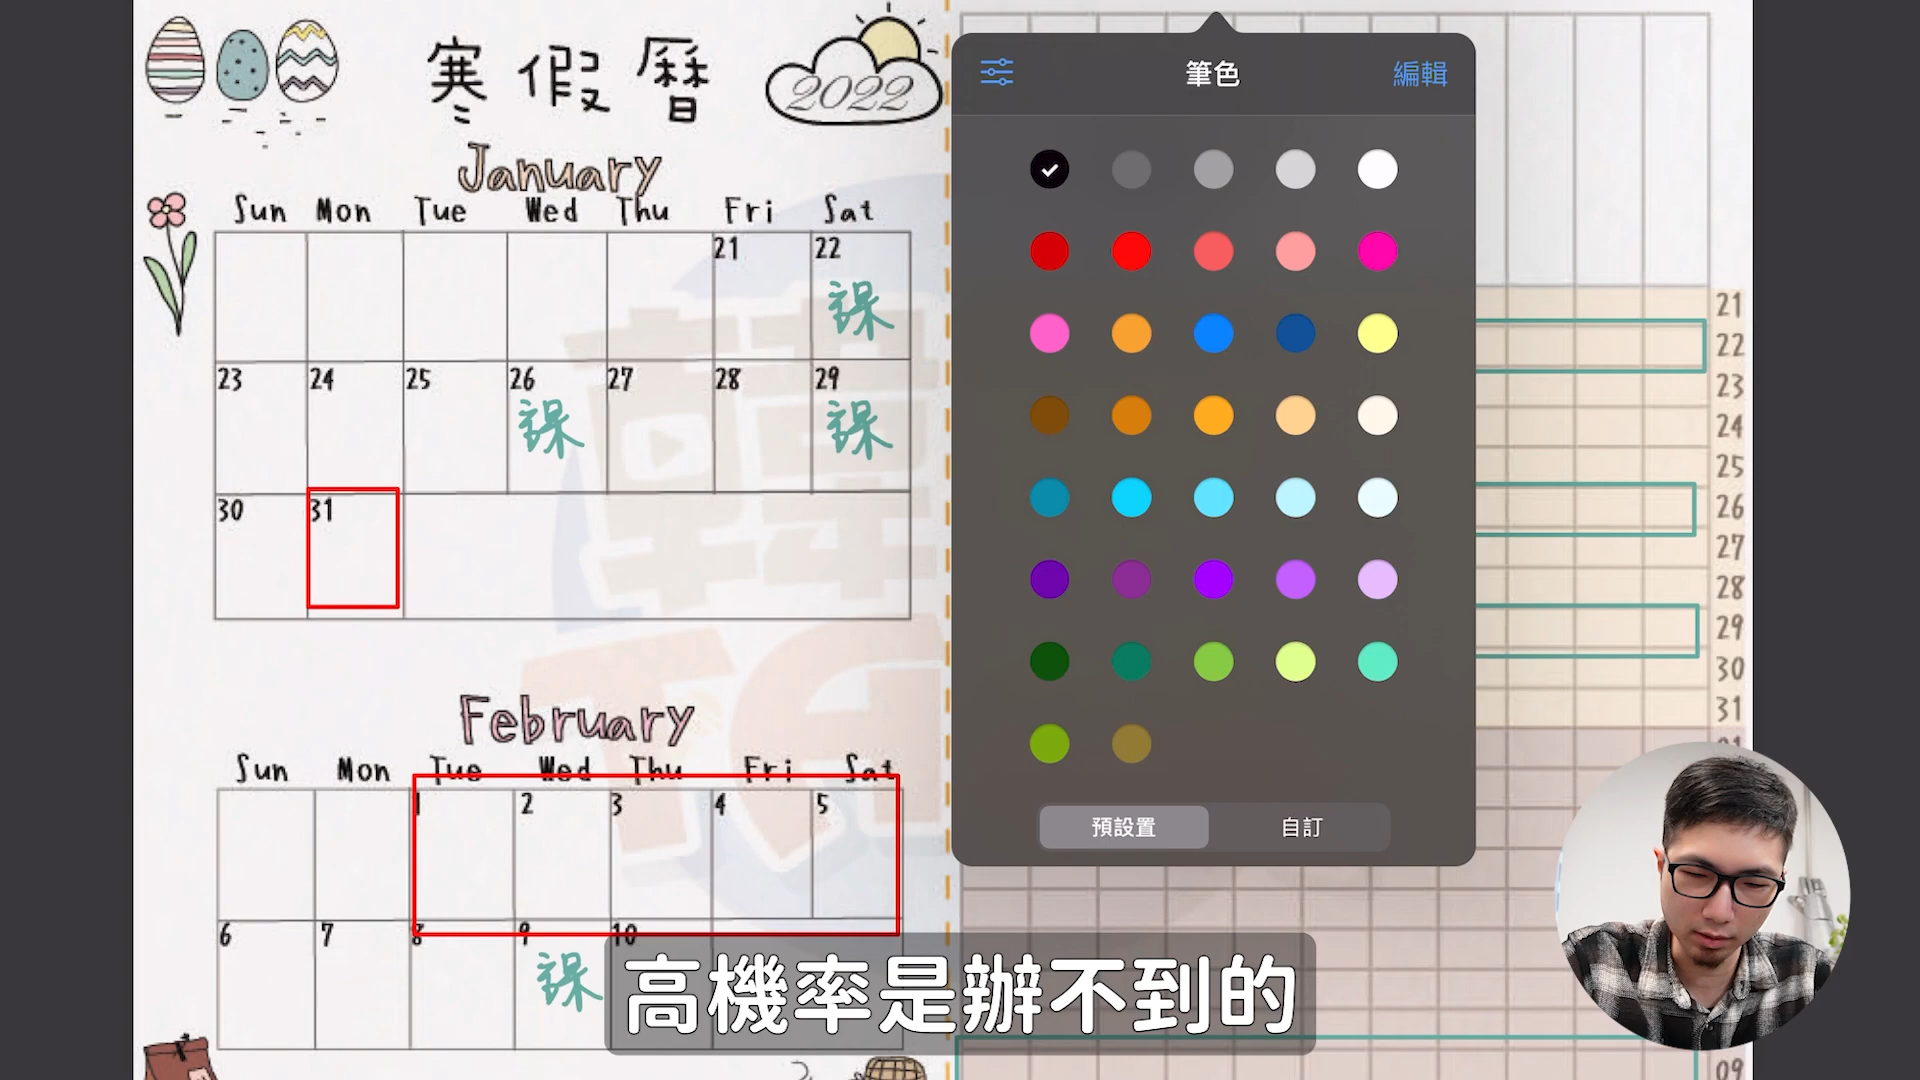 寒假曆
2022
January
Sun Mon Tue Wed Thu Fri Sat
21 22
課
23 24 25 26 27 28 29
課 課
30 31
February
Sun Mon Tue Wed Thu Fri Sat
1 2 3 4 5
6 7 8 9 10
課
筆色
編輯
預設置
自訂
21
22
23
24
25
26
27
28
29
30
31
09
高機率是辦不到的